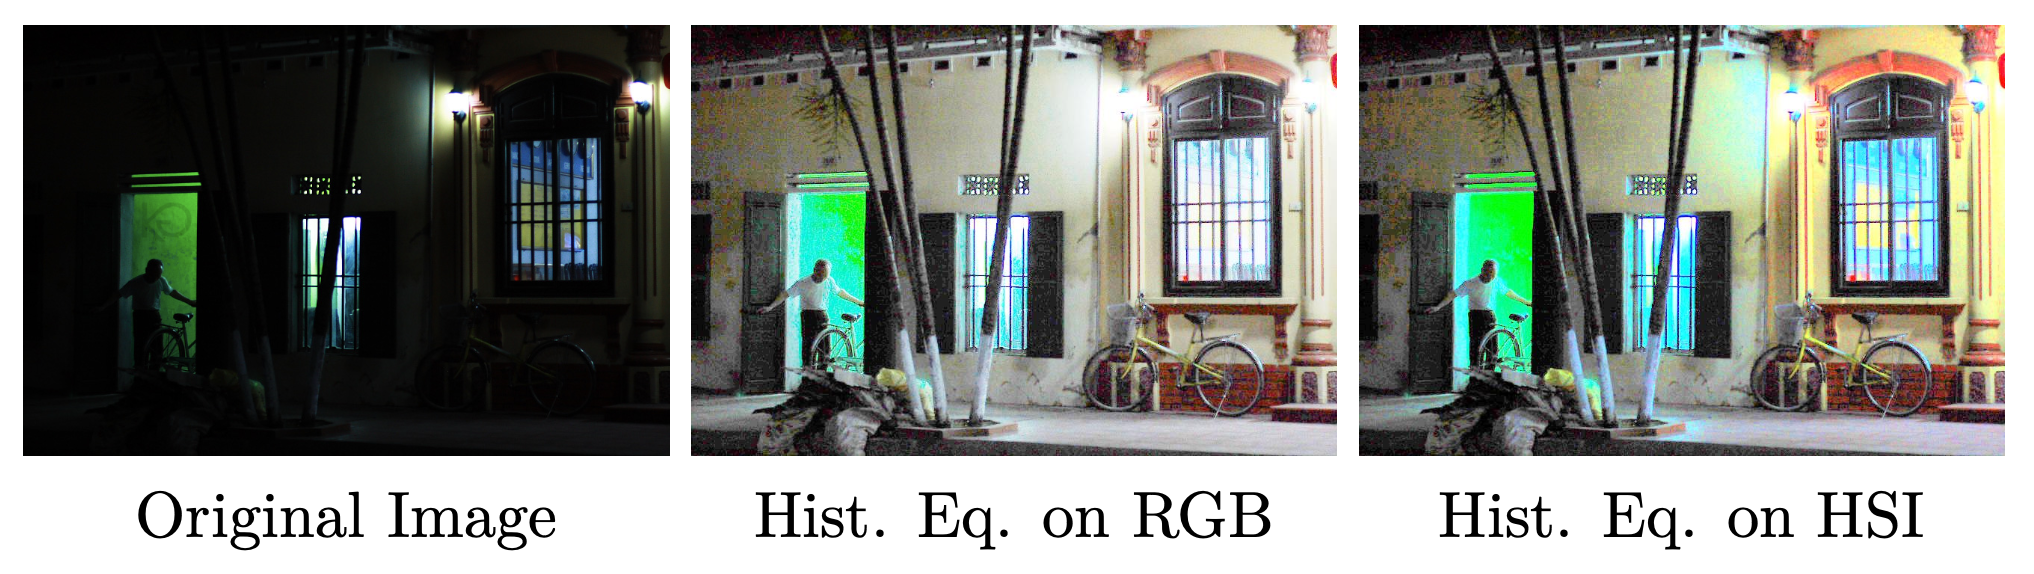 Original Image
Hist. Eq. on RGB
Hist. Eq. on HSI